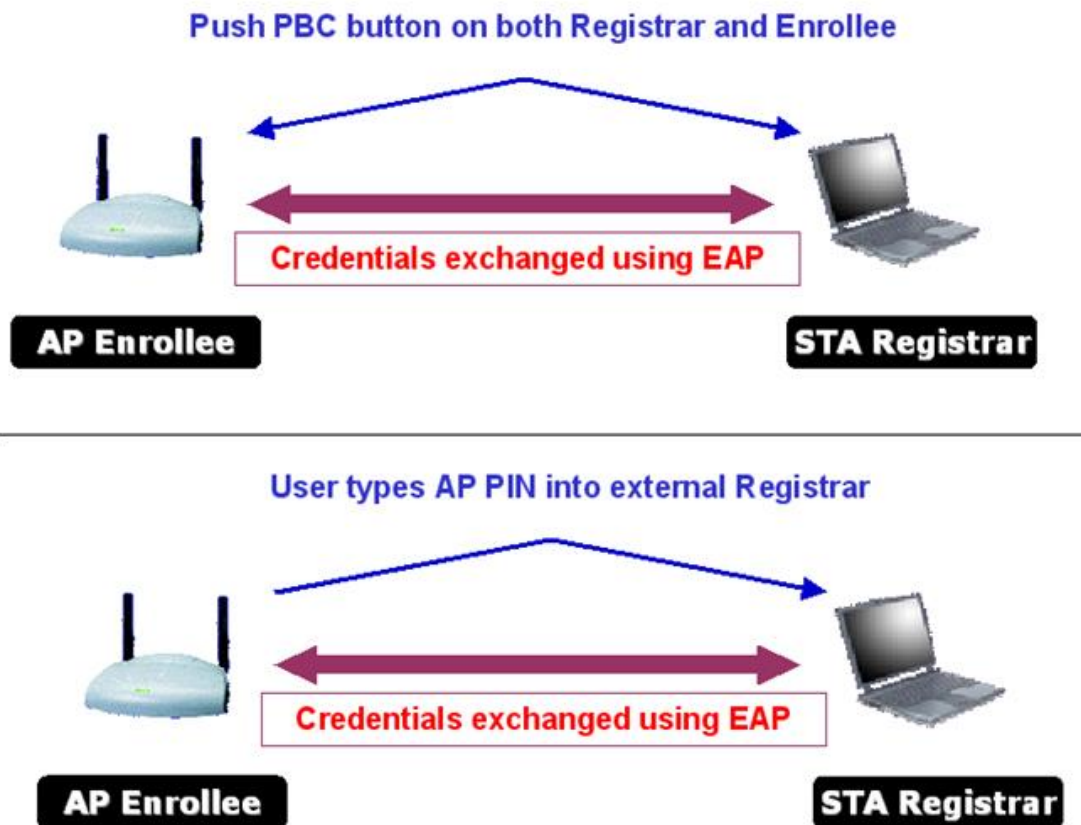 Push PBC button on both Registrar and Enrollee
Credentials exchanged using EAP
AP Enrollee
STA Registrar
User types AP PIN into external Registrar
Credentials exchanged using EAP
AP Enrollee
STA Registrar